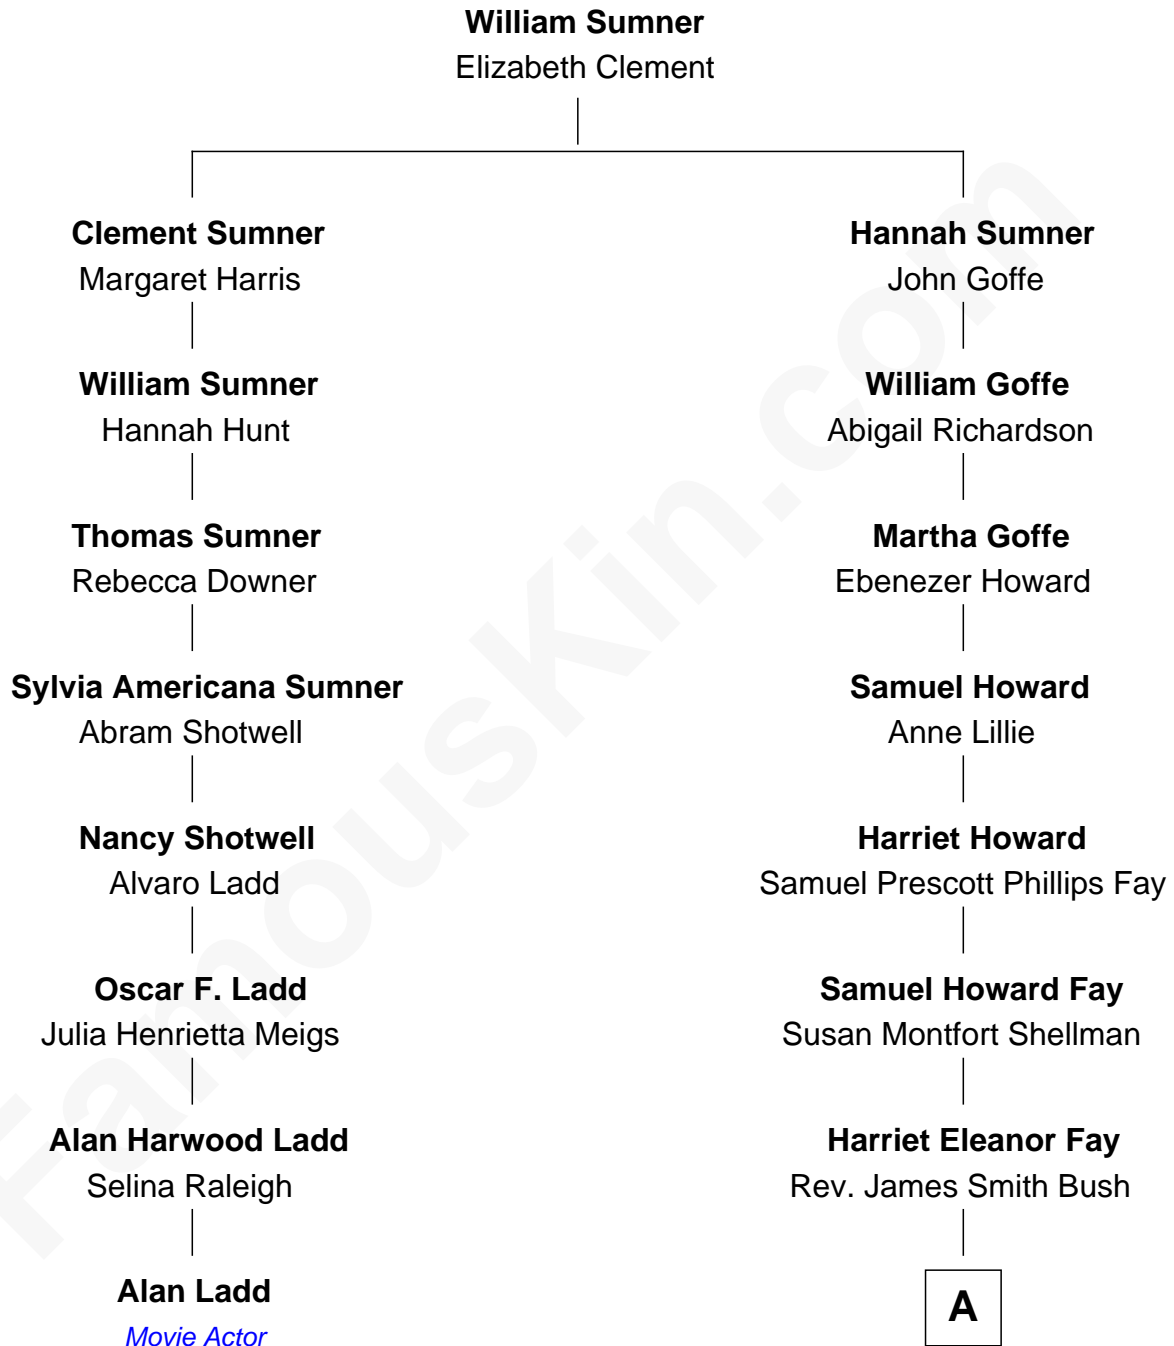 William Sumner
Elizabeth Clement
Clement Sumner
Margaret Harris
Hannah Sumner
John Goffe
William Sumner
Hannah Hunt
William Goffe
Abigail Richardson
Thomas Sumner
Rebecca Downer
Martha Goffe
Ebenezer Howard
Sylvia Americana Sumner
Abram Shotwell
Samuel Howard
Anne Lillie
Nancy Shotwell
Alvaro Ladd
Harriet Howard
Samuel Prescott Phillips Fay
Oscar F. Ladd
Julia Henrietta Meigs
Samuel Howard Fay
Susan Montfort Shellman
Alan Harwood Ladd
Selina Raleigh
Harriet Eleanor Fay
Rev. James Smith Bush
Alan Ladd
Movie Actor
A
FamousKin.com